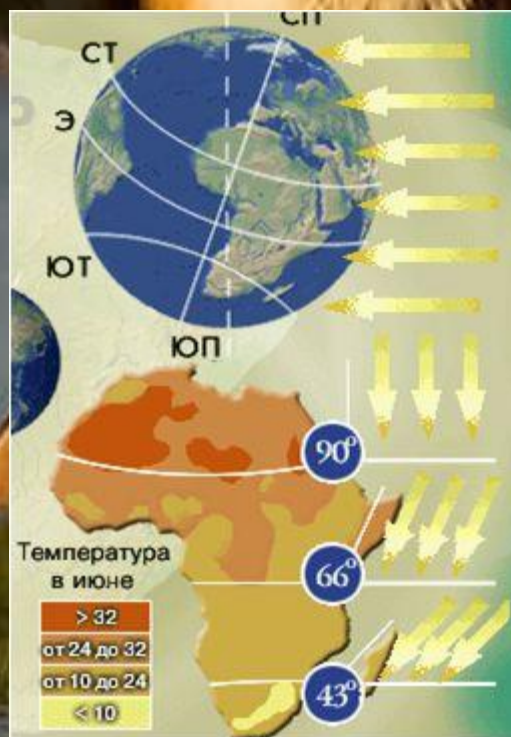 СП
СТ
Э
ЮТ
ЮП
90°
66°
43°
Температура
в июне
> 32
от 24 до 32
от 10 до 24
< 10